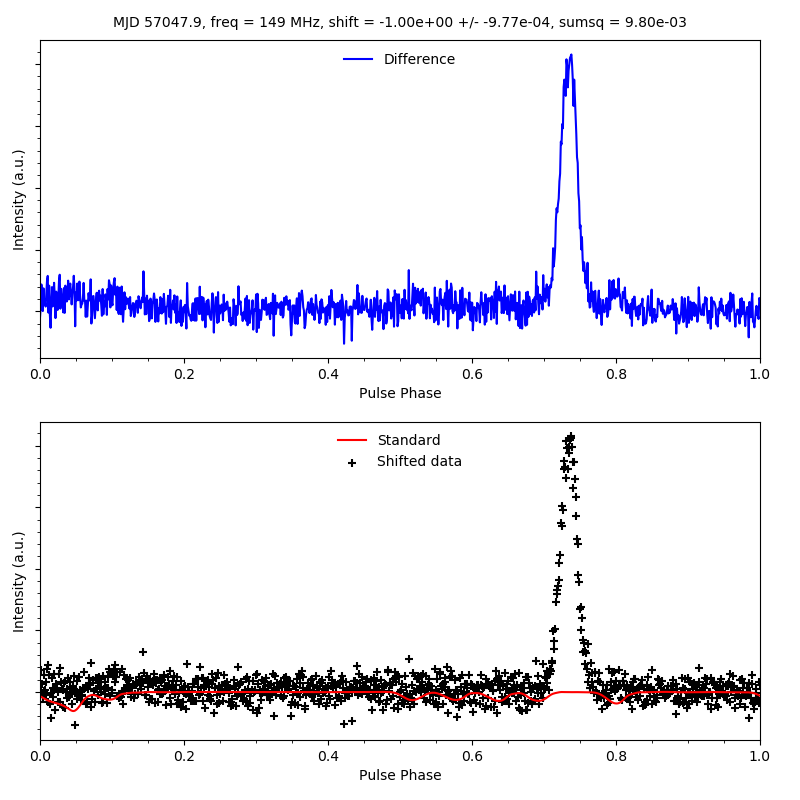 MJD 57047.9, freq = 149 MHz, shift = -1.00e+00 +/- -9.77e-04, sumsq = 9.80e-03
Difference
Intensity (a.u.)
0.0 0.2 0.4 0.6 0.8 1.0
Pulse Phase
Standard
Shifted data
Intensity (a.u.)
0.0 0.2 0.4 0.6 0.8 1.0
Pulse Phase